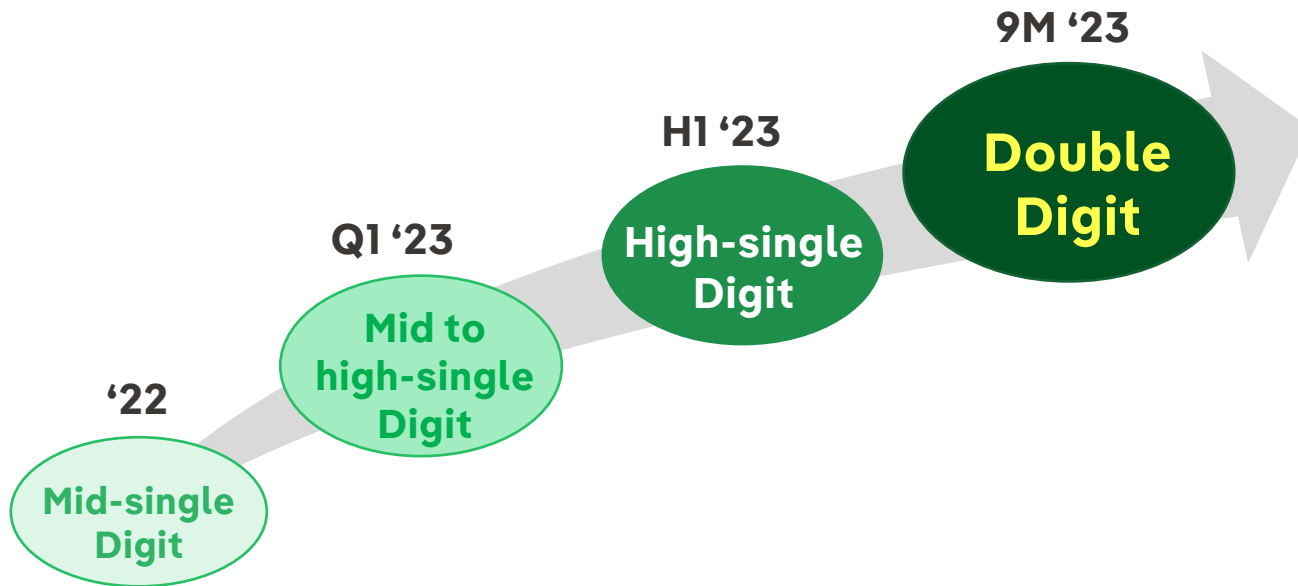 ‘22
Mid-single
Digit
Q1 ‘23
Mid to
high-single
Digit
H1 ‘23
High-single
Digit
9M ‘23
Double
Digit